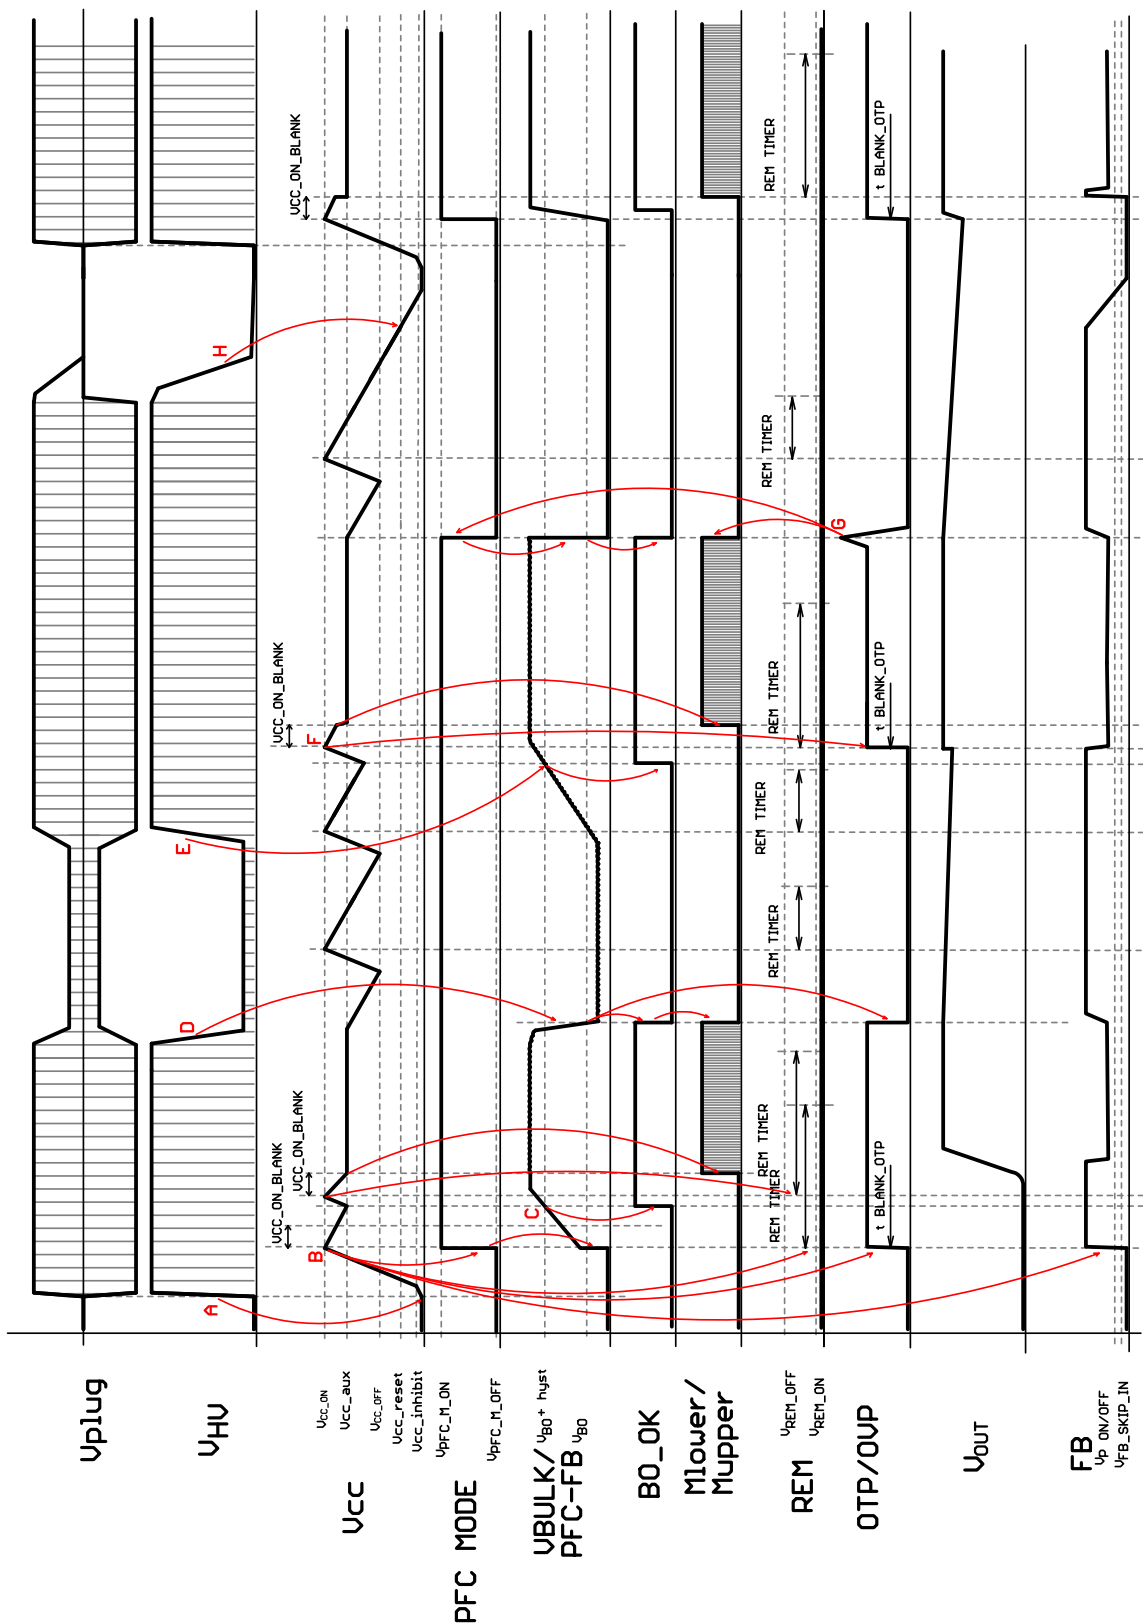 Vplug
VHV
Vcc
VCC_ON
Vcc_aux
VCC_OFF
Vcc_reset
Vcc_inhibit
PFC MODE
VPFC_M_ON
VPFC_M_OFF
VBULK/
PFC-FB
VBO+ hyst
VBO
BO_OK
Mlower/
Mupper
REM
VREM_OFF
VREM_ON
OTP/OVP
VOUT
FB
VP ON/OFF
VFB_SKIP_IN
A
B
C
D
E
F
G
H
VCC_ON_BLANK
VCC_ON_BLANK
VCC_ON_BLANK
VCC_ON_BLANK
REM TIMER
REM TIMER
REM TIMER
REM TIMER
REM TIMER
REM TIMER
REM TIMER
t BLANK_OTP
t BLANK_OTP
t BLANK_OTP